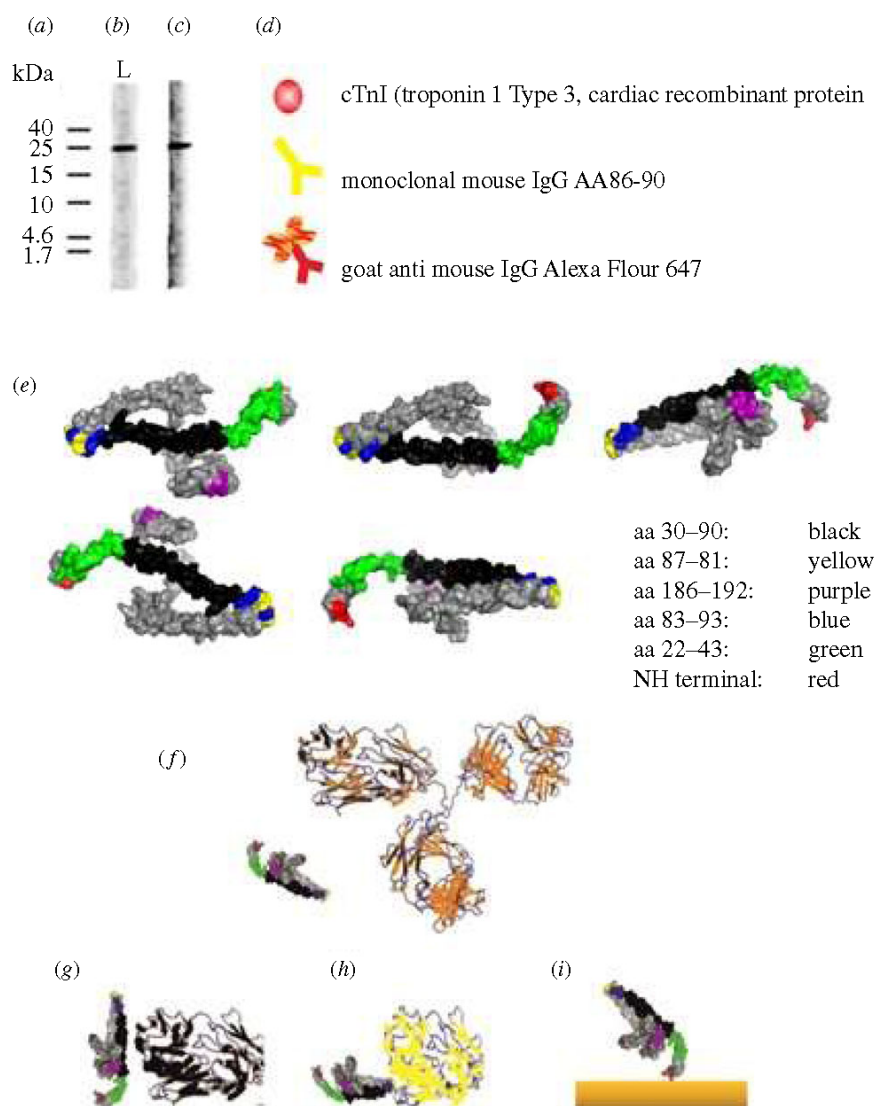 (a) (b) (c) (d)
kDa L
40
25
15
10
4.6
1.7
cTnI (troponin 1 Type 3, cardiac recombinant protein
monoclonal mouse IgG AA86-90
goat anti mouse IgG Alexa Flour 647
(e)
aa 30–90: black
aa 87–81: yellow
aa 186–192: purple
aa 83–93: blue
aa 22–43: green
NH terminal: red
(f)
(g) (h) (i)